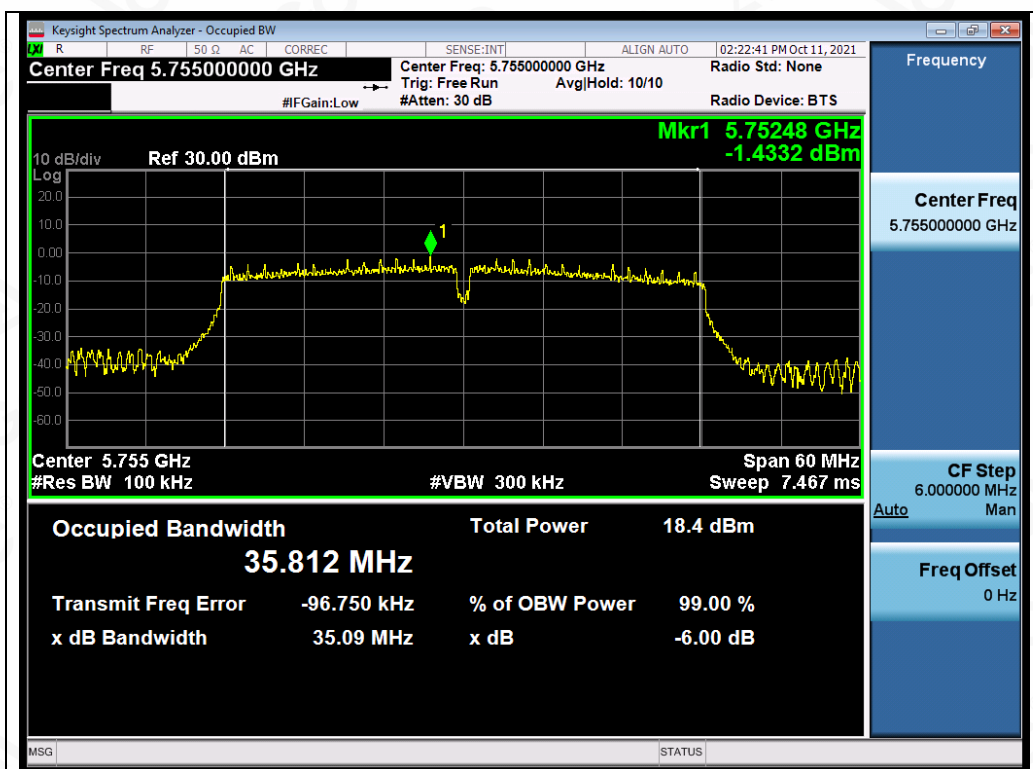 Keysight Spectrum Analyzer - Occupied BW
LXI R RF 50 Ω AC CORREC SENSE:INT ALIGN AUTO 02:22:41 PM Oct 11, 2021
Center Freq 5.755000000 GHz
Center Freq: 5.755000000 GHz
Radio Std: None
Trig: Free Run Avg|Hold: 10/10
#IFGain:Low
#Atten: 30 dB
Radio Device: BTS
Frequency
Mkr1 5.75248 GHz
-1.4332 dBm
10 dB/div Ref 30.00 dBm
Log
20.0
10.0
0.00
-10.0
-20.0
-30.0
-40.0
-50.0
-60.0
1
Center 5.755 GHz
Span 60 MHz
#Res BW 100 kHz
#VBW 300 kHz
Sweep 7.467 ms
Center Freq
5.755000000 GHz
CF Step
6.000000 MHz
Auto Man
Freq Offset
0 Hz
Occupied Bandwidth
35.812 MHz
Total Power 18.4 dBm
Transmit Freq Error -96.750 kHz
% of OBW Power 99.00 %
x dB Bandwidth 35.09 MHz
x dB -6.00 dB
MSG
STATUS